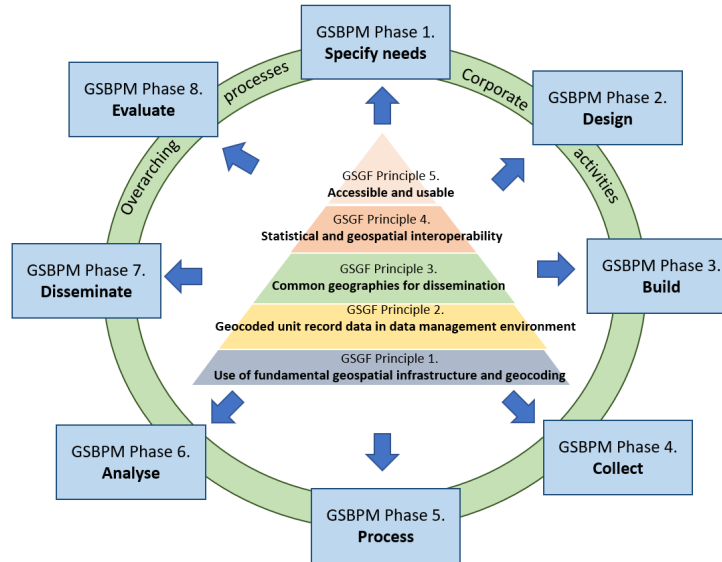 GSBPM Phase 1.
Specify needs
Overarching processes
Corporate activities
GSBPM Phase 8.
Evaluate
GSBPM Phase 2.
Design
GSGF Principle 5.
Accessible and usable
GSGF Principle 4.
Statistical and geospatial interoperability
GSBPM Phase 7.
Disseminate
GSGF Principle 3.
Common geographies for dissemination
GSBPM Phase 3.
Build
GSGF Principle 2.
Geocoded unit record data in data management environment
GSGF Principle 1.
Use of fundamental geospatial infrastructure and geocoding
GSBPM Phase 6.
Analyse
GSBPM Phase 4.
Collect
GSBPM Phase 5.
Process